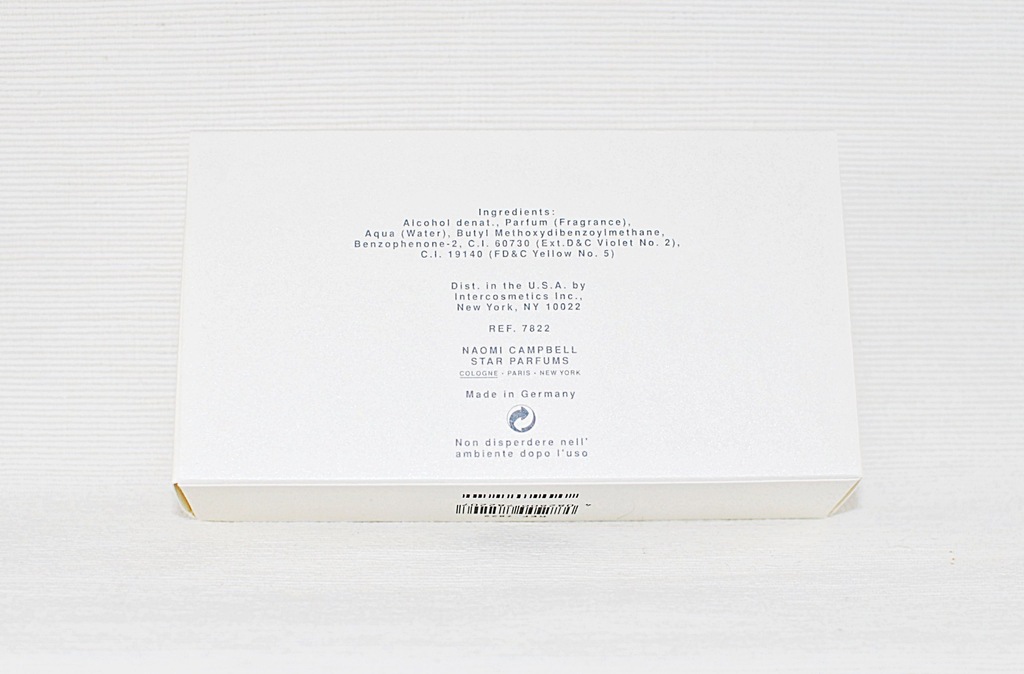 Ingredients:
Alcohol denat., Parfum (Fragrance),
Aqua (Water), Butyl Methoxydibenzoylmethane,
Benzophenone-2, C.I. 60730 (Ext.D&C Violet No. 2),
C.I. 19140 (FD&C Yellow No. 5)
Dist. in the U.S.A. by
Intercosmetics Inc.,
New York, NY 10022
REF. 7822
NAOMI CAMPBELL
STAR PARFUMS
COLOGNE - PARIS - NEW YORK
Made in Germany
Non disperdere nell'
ambiente dopo l'uso